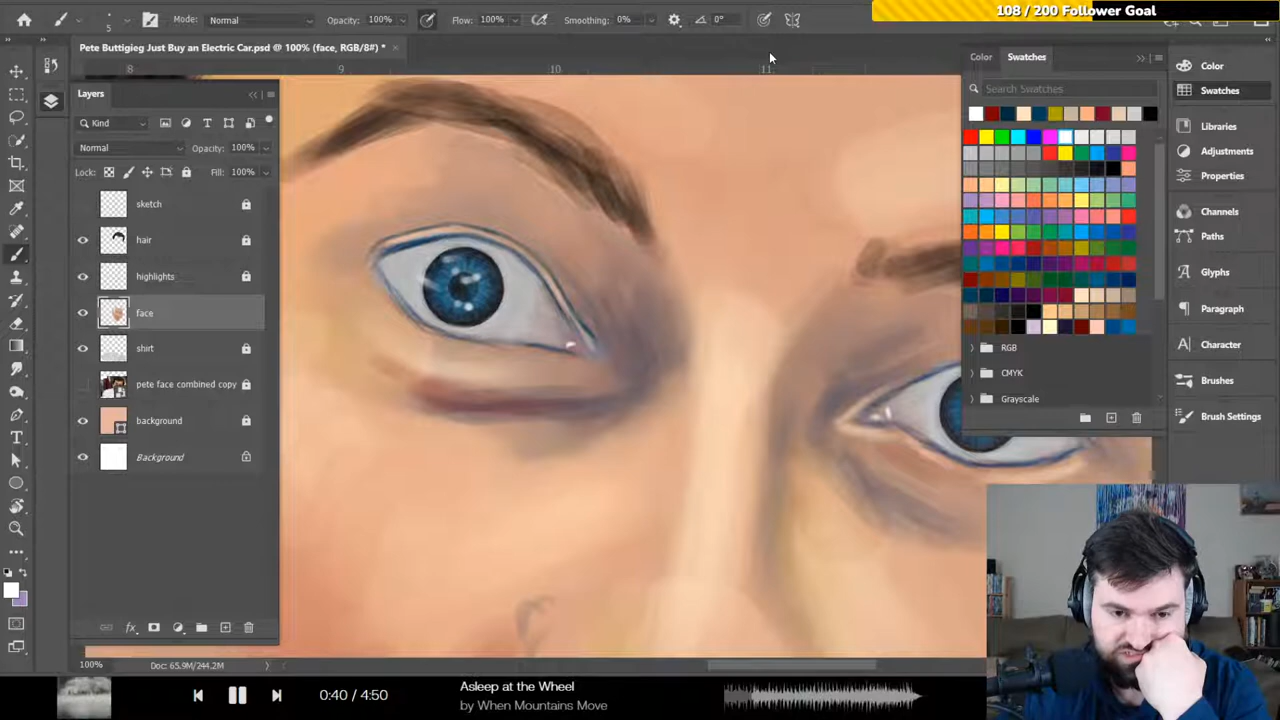 108 / 200 Follower Goal
Mode: Normal Opacity: 100% Flow: 100% Smoothing: 0% 0°
5
Pete Buttigieg Just Buy an Electric Car.psd @ 100% (face, RGB/8#) *
8 9 10 11
Layers
Kind
Normal Opacity: 100%
Lock: Fill: 100%
sketch
hair
highlights
face
shirt
pete face combined copy
background
Background
Color Swatches
Search Swatches
RGB
CMYK
Grayscale
Color
Swatches
Libraries
Adjustments
Properties
Channels
Paths
Glyphs
Paragraph
Character
Brushes
Brush Settings
100% Doc: 65.9M/244.2M
0:40 / 4:50
Asleep at the Wheel
by When Mountains Move